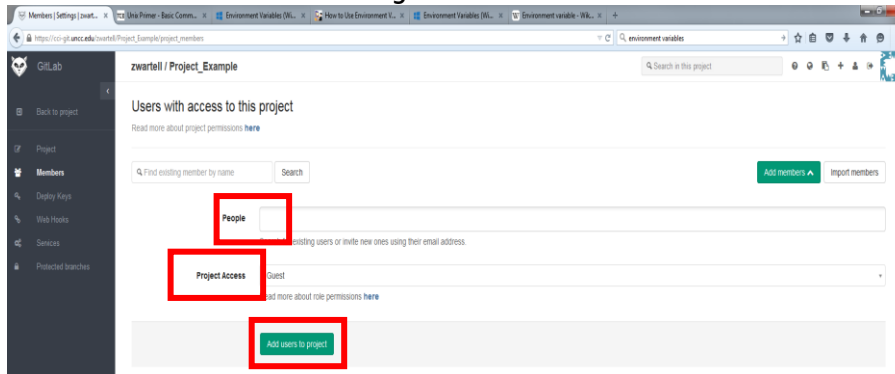 Members | Settings | zwart...
Unix Primer - Basic Comm...
Environment Variables (Wi...
How to Use Environment V...
Environment Variables (Wi...
Environment variable - Wik...
https://cci-git.uncc.edu/zwartell/Project_Example/project_members
environment variables
GitLab
zwartell / Project_Example
Search in this project
Back to project
Users with access to this project
Read more about project permissions here
Project
Members
Find existing member by name
Search
Add members
Import members
Deploy Keys
Web Hooks
People
Services
existing users or invite new ones using their email address.
Protected branches
Project Access
Guest
ead more about role permissions here
Add users to project